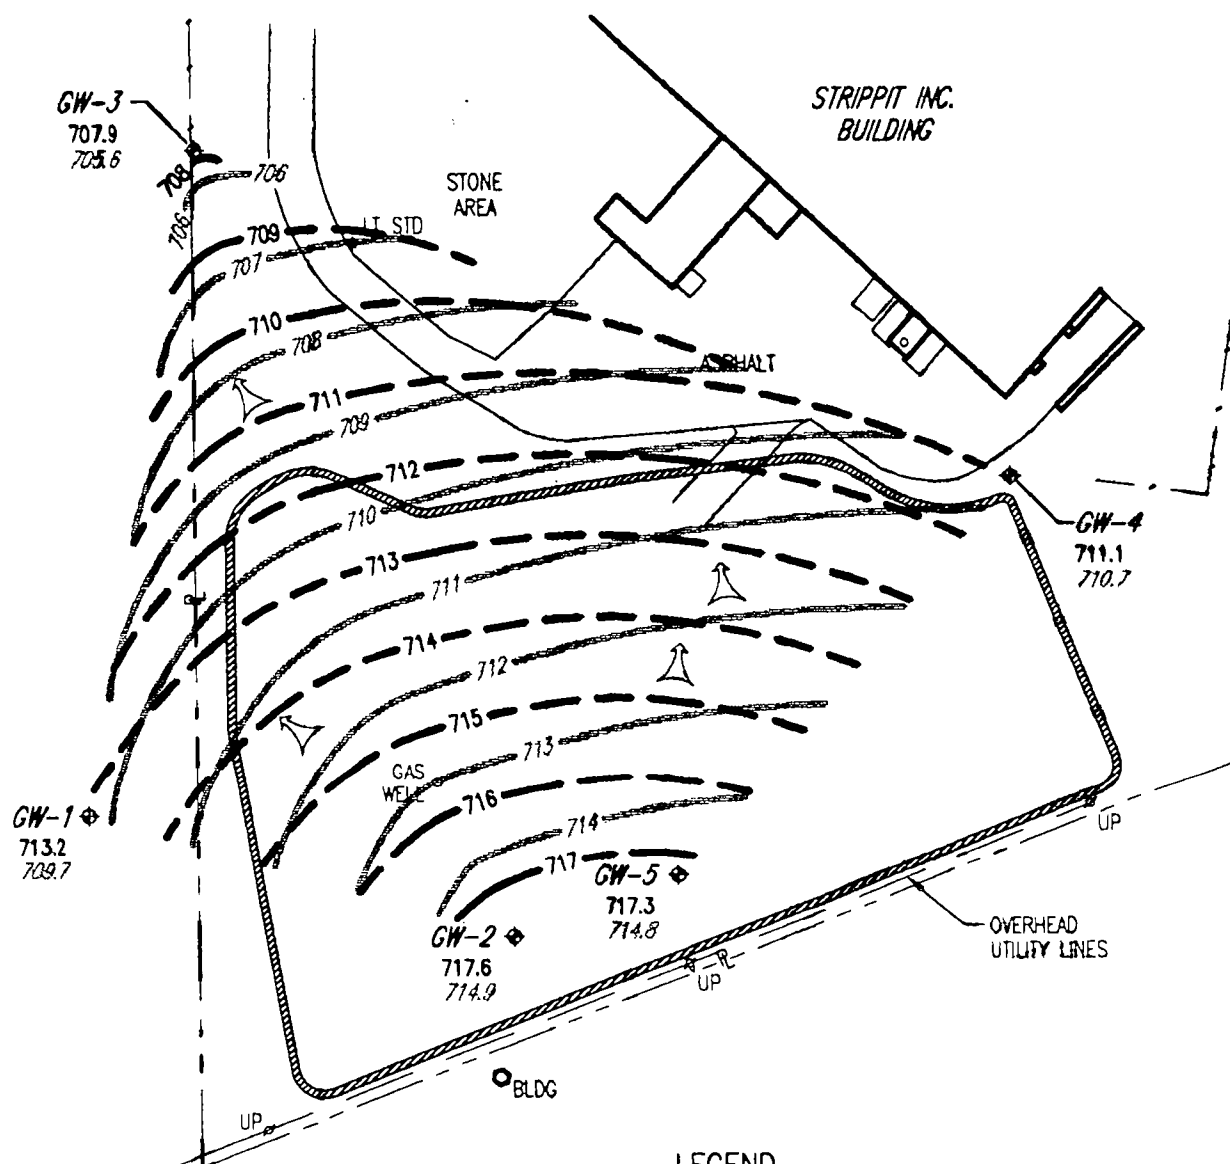 STRIPPIT INC.
BUILDING
GW-3
707.9
705.6
708
706
706
STONE
AREA
LT STD
709
707
710
708
ASPHALT
711
709
712
710
GW-4
711.1
710.7
713
711
714
712
715
713
GAS
WELL
716
714
GW-1
713.2
709.7
UP
717
GW-5
717.3
714.8
GW-2
717.6
714.9
OVERHEAD
UTILITY LINES
UP
BLDG
UP
LEGEND